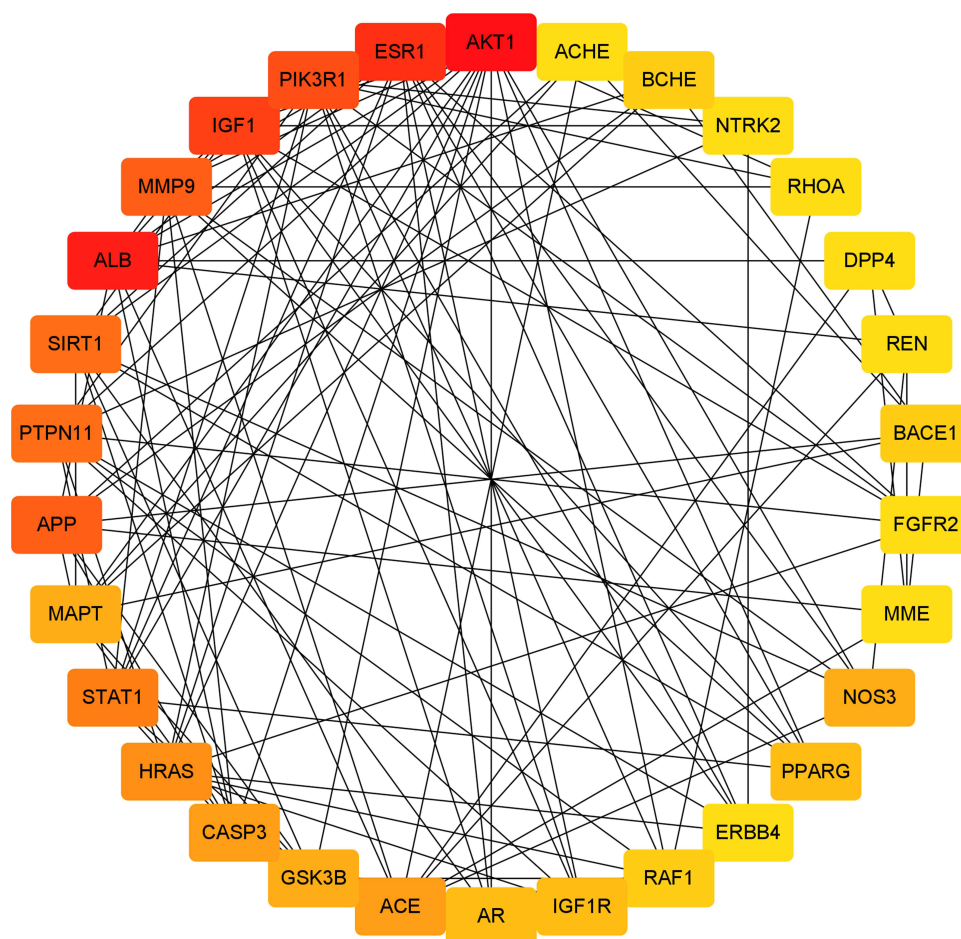 AKT1
ESR1
ACHE
PIK3R1
BCHE
IGF1
NTRK2
MMP9
RHOA
ALB
DPP4
SIRT1
REN
PTPN11
BACE1
APP
FGFR2
MAPT
MME
STAT1
NOS3
HRAS
PPARG
CASP3
ERBB4
GSK3B
RAF1
ACE
IGF1R
AR